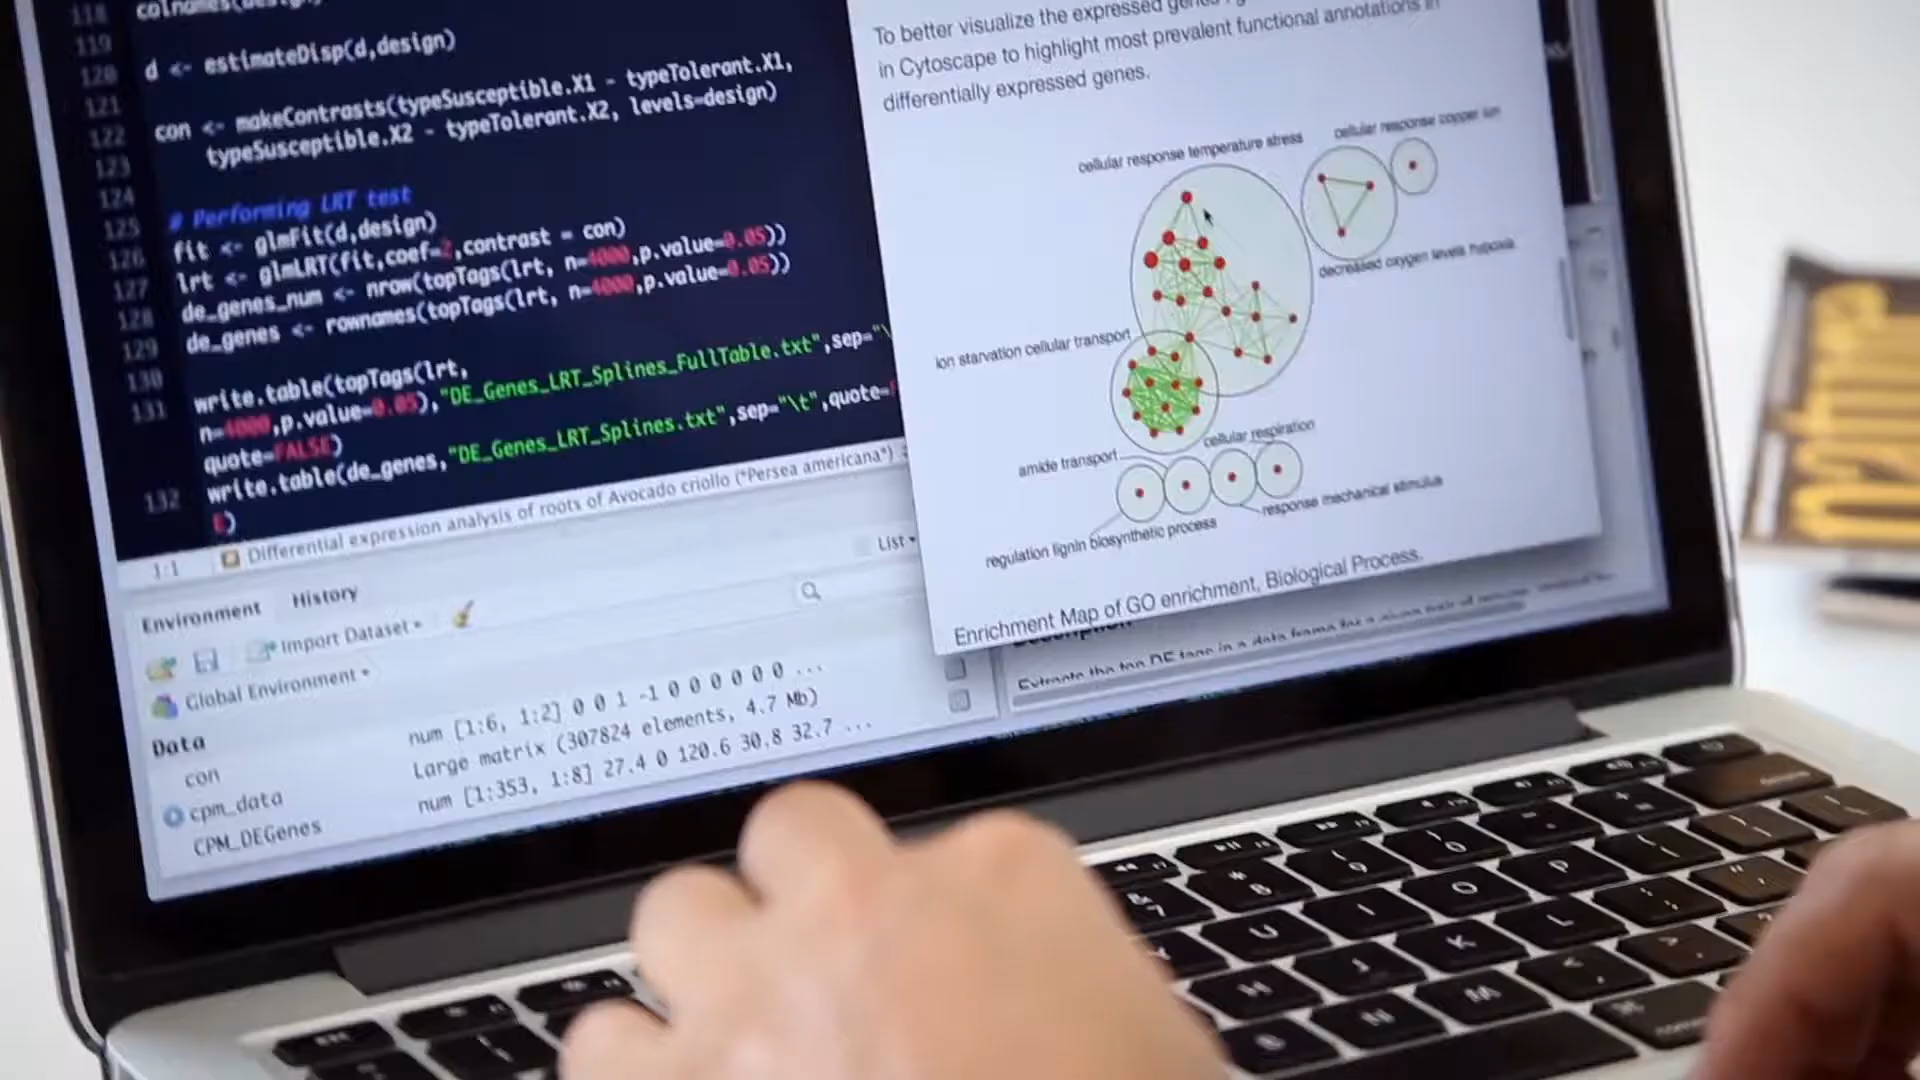 118
119
120
d <- estimateDisp(d,design)
121
122
con <- makeContrasts(typeSusceptible.X1 - typeTolerant.X1,
123
typeSusceptible.X2 - typeTolerant.X2, levels=design)
124
125
# Performing LRT test
126
fit <- glmFit(d,design)
127
lrt <- glmLRT(fit,coef=2,contrast = con)
128
de_genes_num <- nrow(topTags(lrt, n=4000,p.value=0.05))
129
de_genes <- rownames(topTags(lrt, n=4000,p.value=0.05))
130
131
write.table(topTags(lrt,
n=4000,p.value=0.05),"DE_Genes_LRT_Splines_FullTable.txt",sep="\
quote=FALSE)
132
write.table(de_genes,"DE_Genes_LRT_Splines.txt",sep="\t",quote=
)
1:1
Differential expression analysis of roots of Avocado criollo ("Persea americana")
List
Environment
History
Import Dataset
Global Environment
Data
con
num [1:6, 1:2] 0 0 1 -1 0 0 0 0 0 0 ...
cpm_data
Large matrix (307824 elements, 4.7 Mb)
CPM_DEGenes
num [1:353, 1:8] 27.4 0 120.6 30.8 32.7 ...
To better visualize the expressed
in Cytoscape to highlight most prevalent functional annotations in
differentially expressed genes.
cellular response temperature stress
cellular response copper ion
decreased oxygen levels hypoxia
ion starvation cellular transport
cellular respiration
amide transport
response mechanical stimulus
regulation lignin biosynthetic process
Enrichment Map of GO enrichment, Biological Process.
7
8
9
0
U
I
O
P
J
K
L
N
M